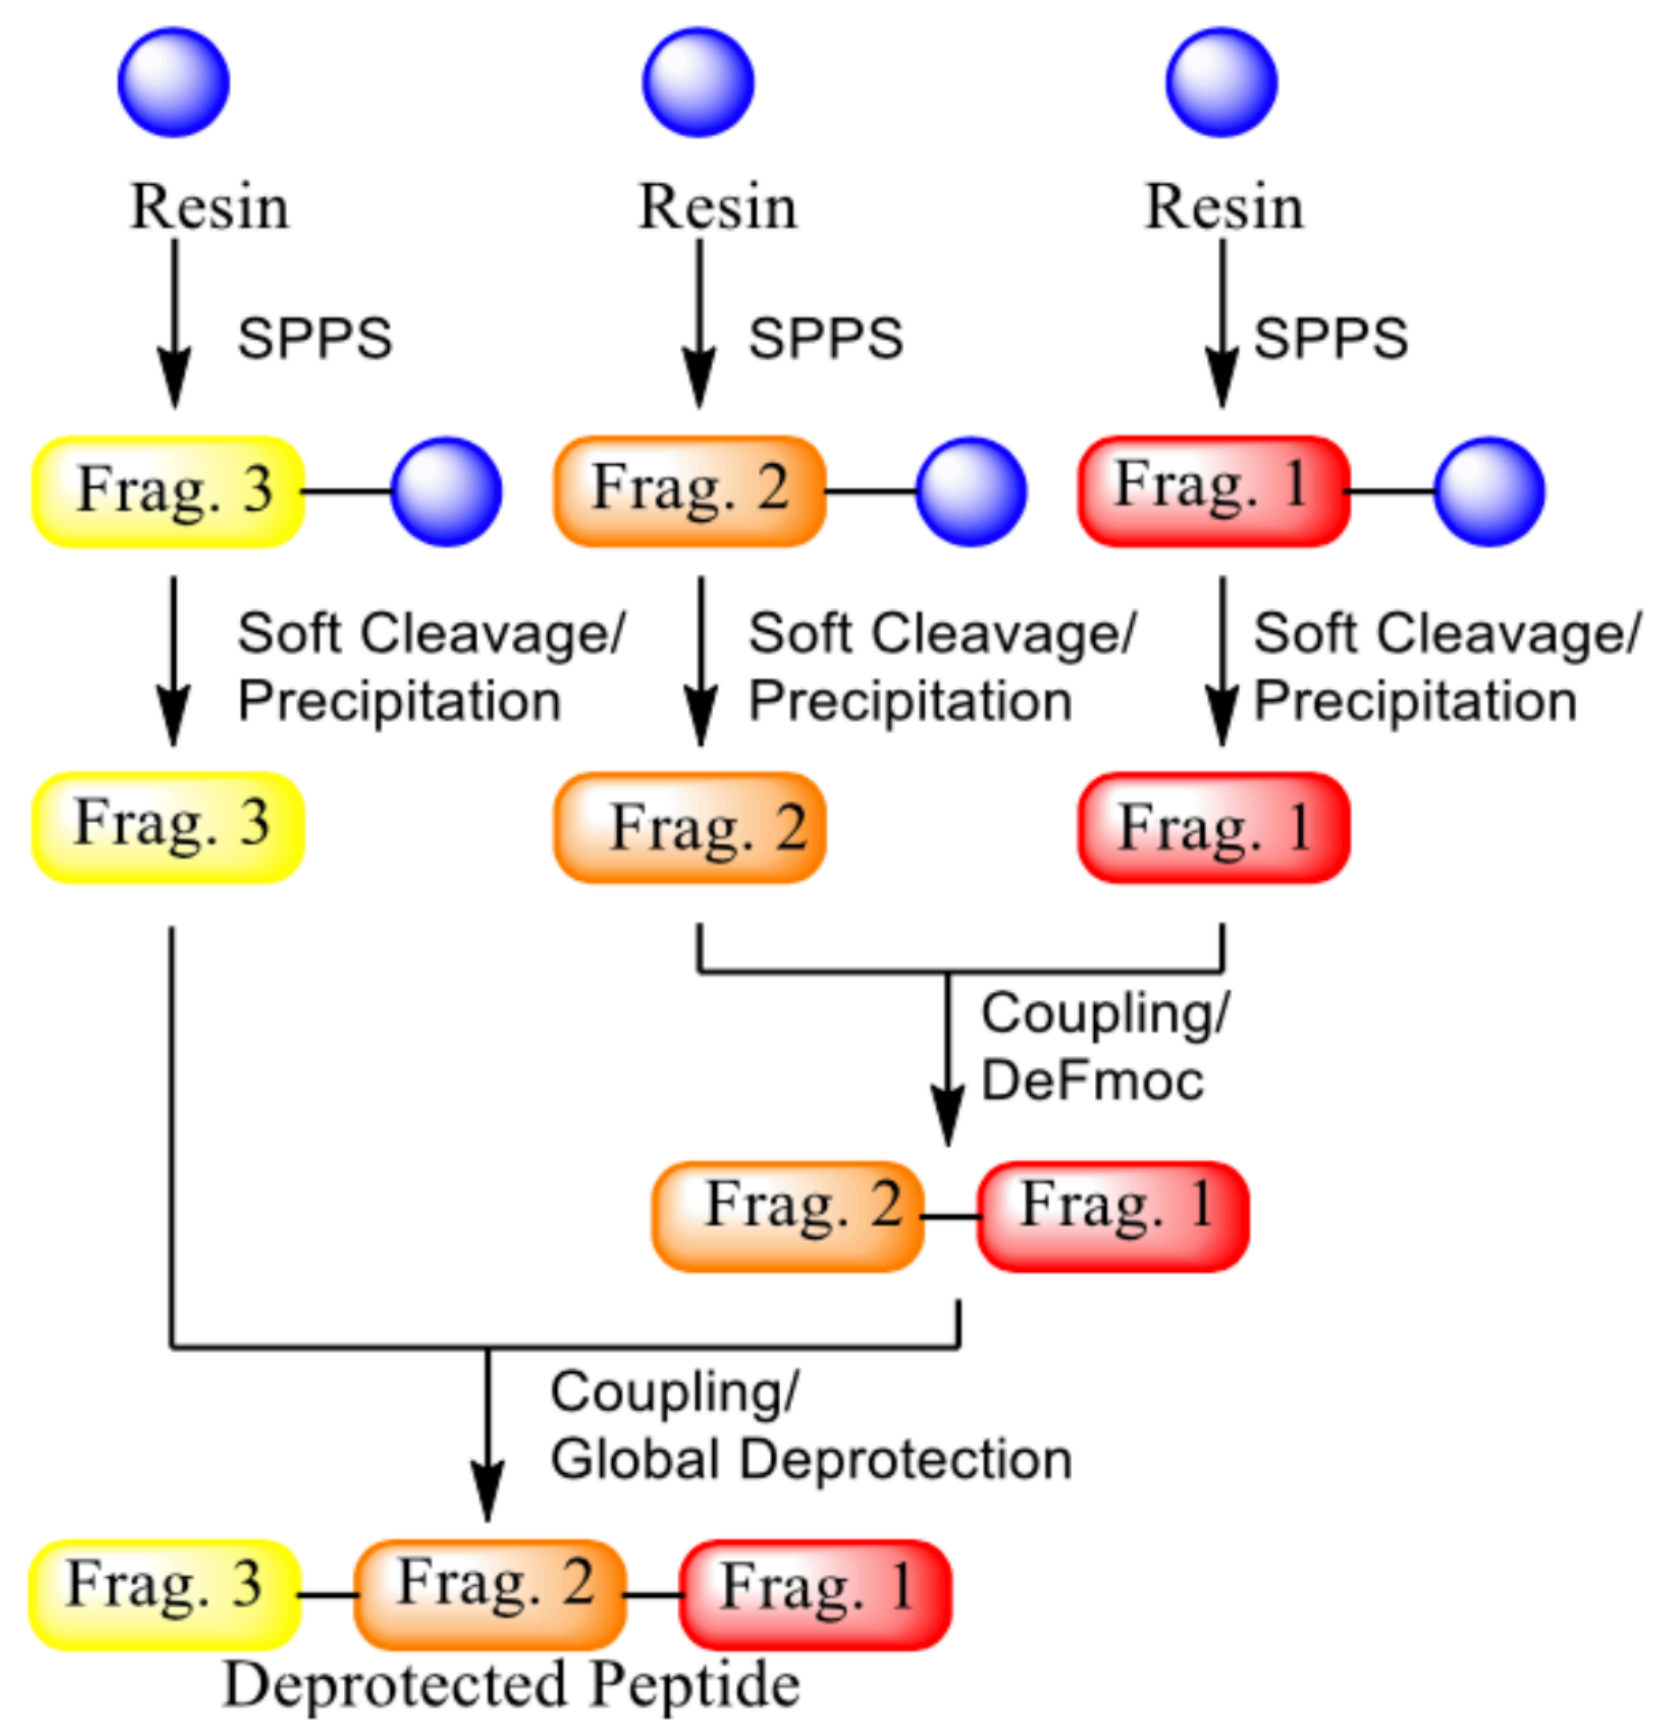 Resin
Resin
Resin
SPPS
SPPS
SPPS
Frag. 3
Frag. 2
Frag. 1
Soft Cleavage/
Precipitation
Soft Cleavage/
Precipitation
Soft Cleavage/
Precipitation
Frag. 3
Frag. 2
Frag. 1
Coupling/
DeFmoc
Frag. 2
Frag. 1
Coupling/
Global Deprotection
Frag. 3
Frag. 2
Frag. 1
Deprotected Peptide